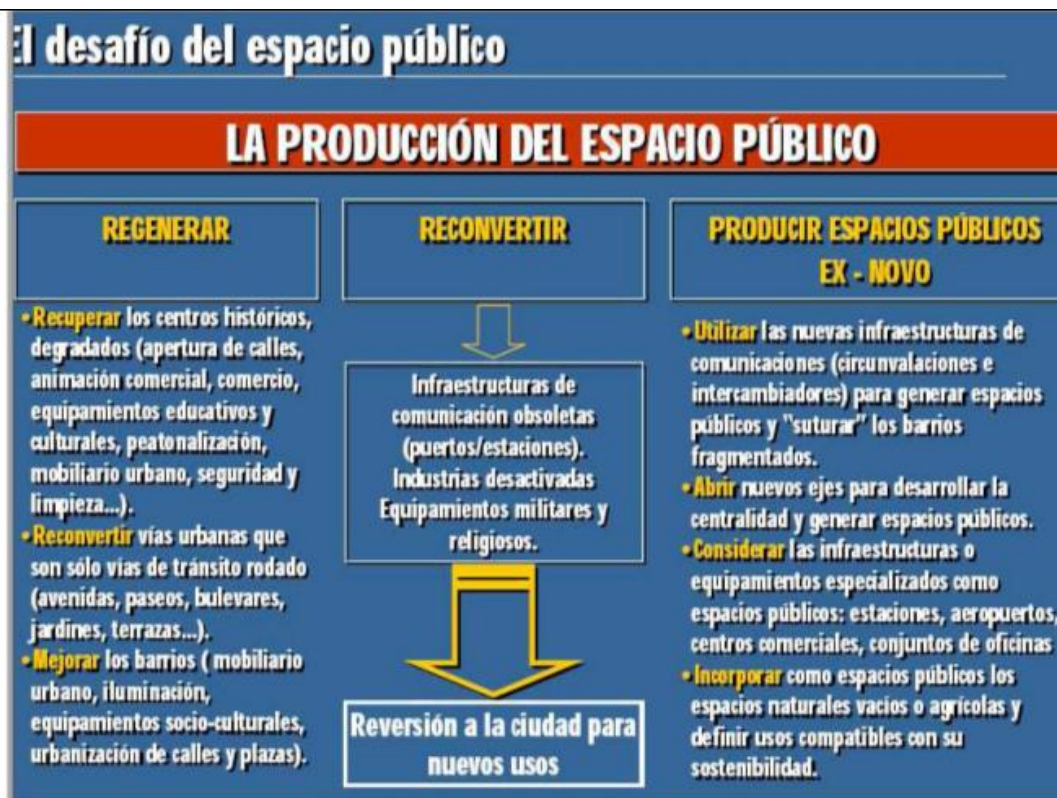 El desafío del espacio público
LA PRODUCCIÓN DEL ESPACIO PÚBLICO
REGENERAR
•Recuperar los centros históricos,
degradados (apertura de calles,
animación comercial, comercio,
equipamientos educativos y
culturales, peatonalización,
mobiliario urbano, seguridad y
limpieza...).
•Reconvertir vías urbanas que
son sólo vías de tránsito rodado
(avenidas, paseos, bulevares,
jardines, terrazas...).
•Mejorar los barrios ( mobiliario
urbano, iluminación,
equipamientos socio-culturales,
urbanización de calles y plazas).
RECONVERTIR
Infraestructuras de
comunicación obsoletas
(puertos/estaciones).
Industrias desactivadas
Equipamientos militares y
religiosos.
Reversión a la ciudad para
nuevos usos
PRODUCIR ESPACIOS PÚBLICOS
EX - NOVO
•Utilizar las nuevas infraestructuras de
comunicaciones (circunvalaciones e
intercambiadores) para generar espacios
públicos y "suturar" los barrios
fragmentados.
•Abrir nuevos ejes para desarrollar la
centralidad y generar espacios públicos.
•Considerar las infraestructuras o
equipamientos especializados como
espacios públicos: estaciones, aeropuertos,
centros comerciales, conjuntos de oficinas
•Incorporar como espacios públicos los
espacios naturales vacíos o agrícolas y
definir usos compatibles con su
sostenibilidad.